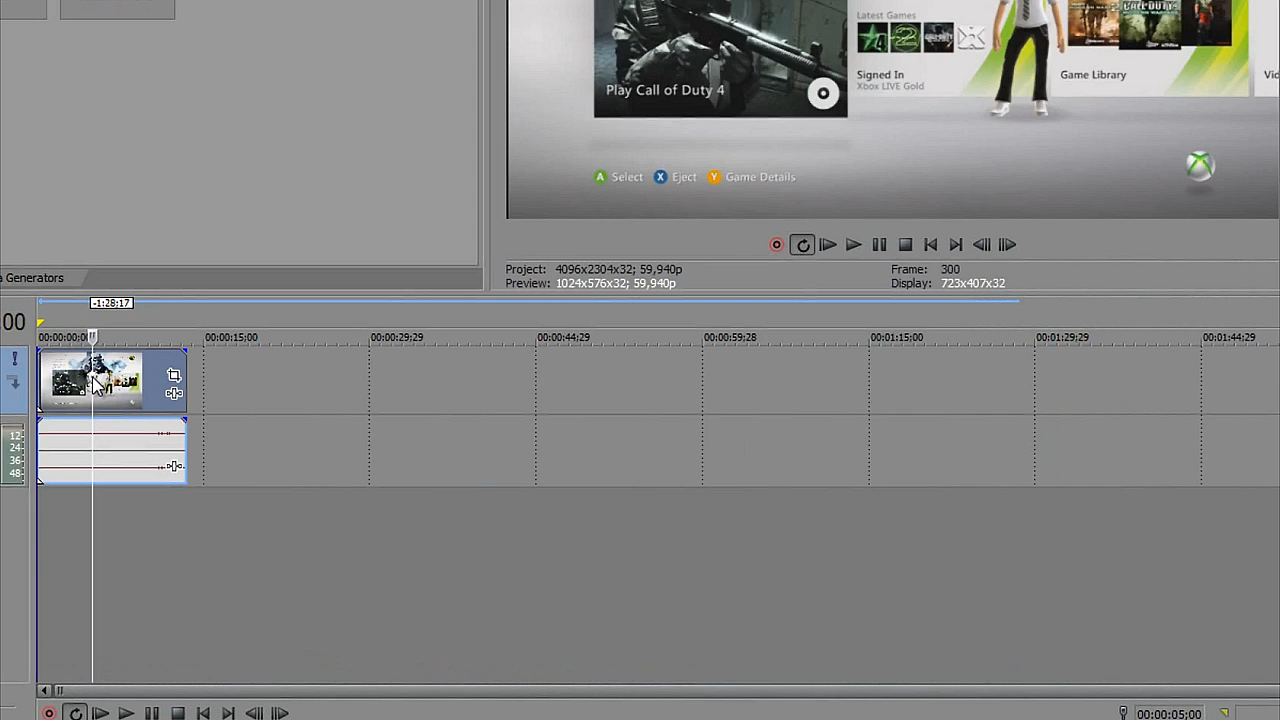 Latest Games
Play Call of Duty 4
Signed In
Xbox LIVE Gold
Game Library
A Select X Eject Y Game Details
Generators
Project: 4096x2304x32; 59,940p
Frame: 300
Preview: 1024x576x32; 59,940p
Display: 723x407x32
-1:28:17
00:00:15;00 00:00:29;29 00:00:44;29 00:00:59;28 00:01:15;00 00:01:29;29 00:01:44;29
12-
24-
36-
48-
00:00:05;00